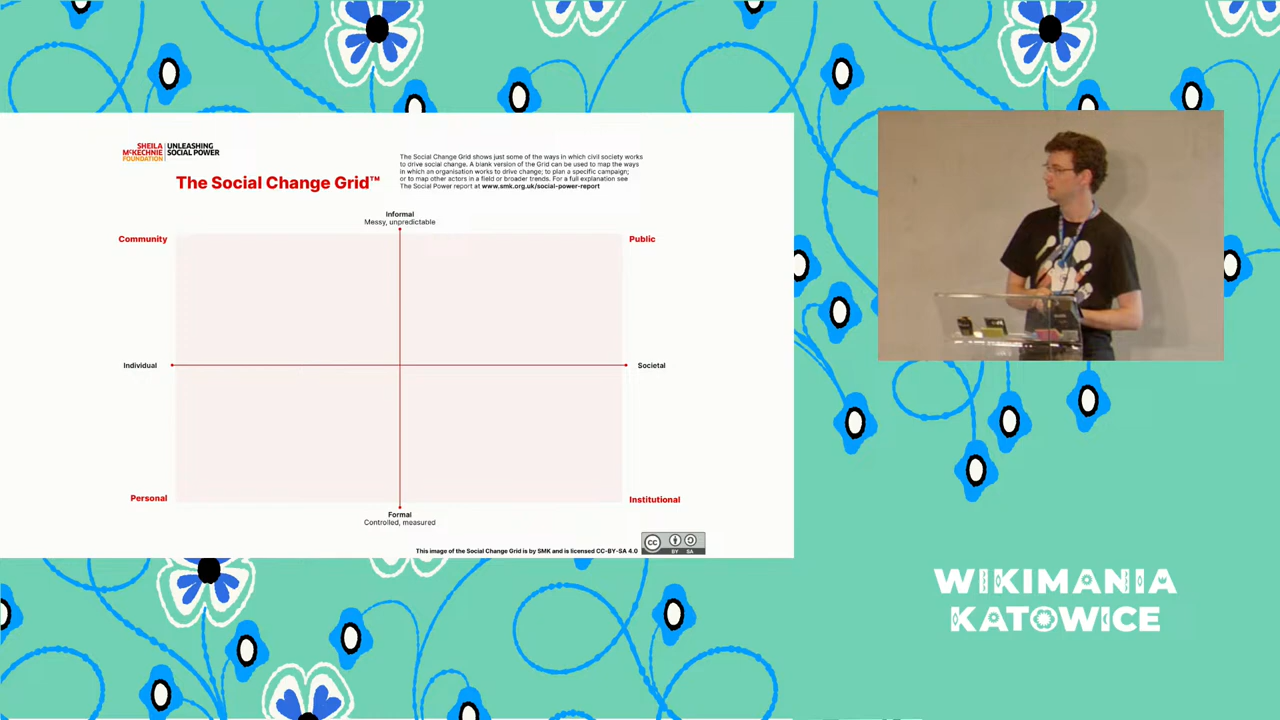 SHEILA
McKECHNIE
FOUNDATION
UNLEASHING
SOCIAL POWER
The Social Change Grid™
The Social Change Grid shows just some of the ways in which civil society works
to drive social change. A blank version of the Grid can be used to map the ways
in which an organisation works to drive change; to plan a specific campaign;
or to map other actors in a field or broader trends. For a full explanation see
The Social Power report at www.smk.org.uk/social-power-report
Informal
Messy, unpredictable
Community
Public
Individual
Societal
Personal
Institutional
Formal
Controlled, measured
This image of the Social Change Grid is by SMK and is licensed CC-BY-SA 4.0
CC
BY SA
WIKIMANIA
KATOWICE